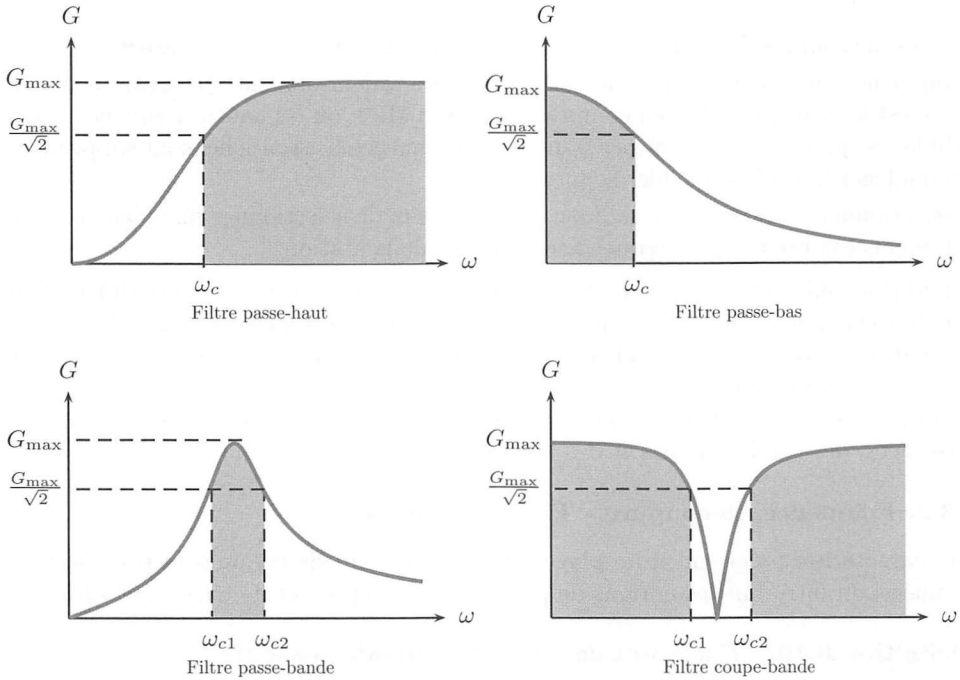 G
G_max
G_max/√2
ω_c
ω
Filtre passe-haut
G
G_max
G_max/√2
ω_c
ω
Filtre passe-bas
G
G_max
G_max/√2
ω_c1
ω_c2
ω
Filtre passe-bande
G
G_max
G_max/√2
ω_c1
ω_c2
ω
Filtre coupe-bande